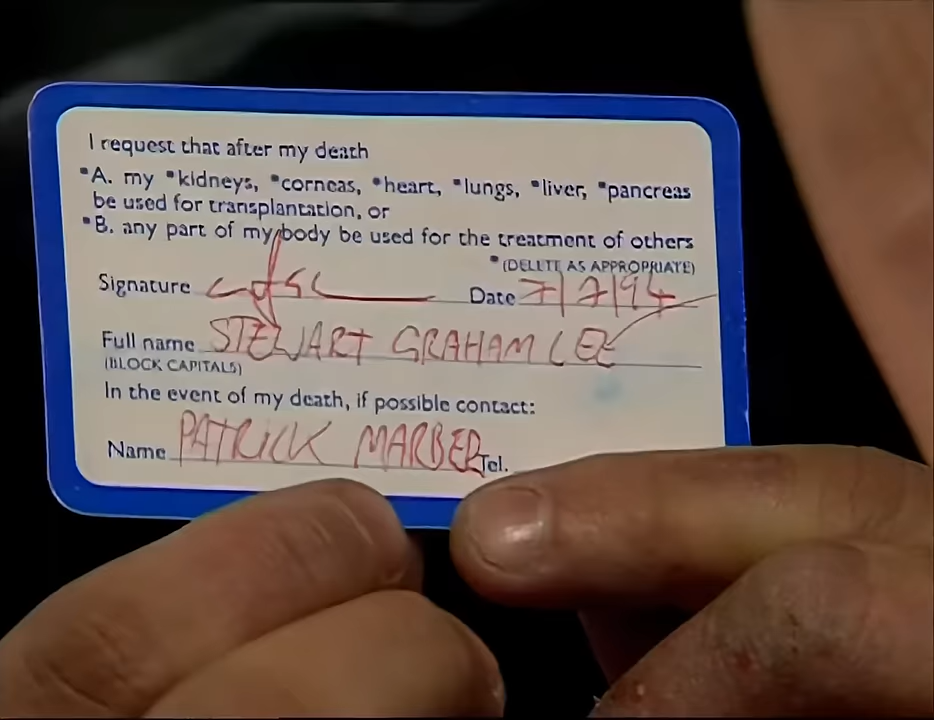 I request that after my death
*A. my *kidneys, *corneas, *heart, *lungs, *liver, *pancreas
be used for transplantation, or
*B. any part of my body be used for the treatment of others
*(DELETE AS APPROPRIATE)
Signature Date 7/7/94
Full name STEWART GRAHAM LEE
(BLOCK CAPITALS)
In the event of my death, if possible contact:
Name PATRICK MARBER Tel.